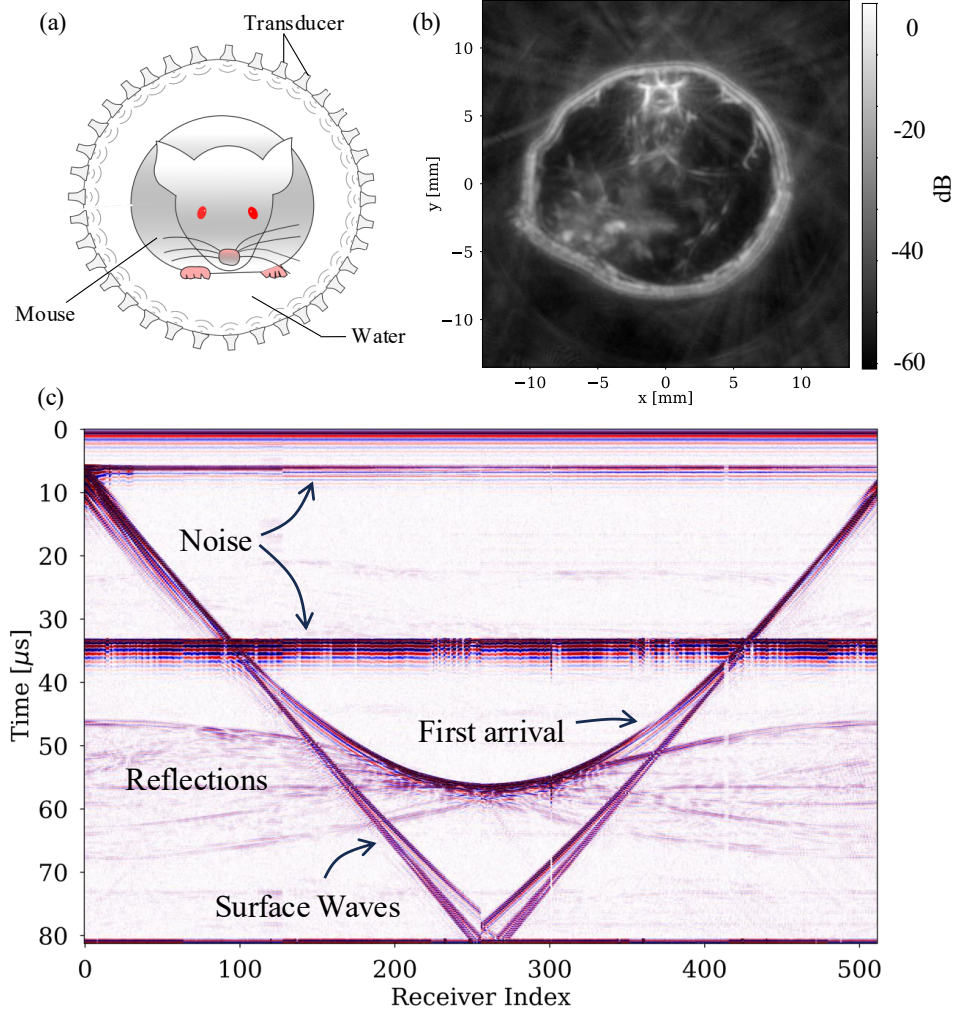 (a)
Transducer
Mouse
Water
(b)
10
5
0
−5
−10
y [mm]
−10
−5
0
5
10
x [mm]
0
-20
-40
-60
dB
(c)
0
10
20
30
40
50
60
70
80
Time [μs]
Noise
First arrival
Reflections
Surface Waves
0
100
200
300
400
500
Receiver Index